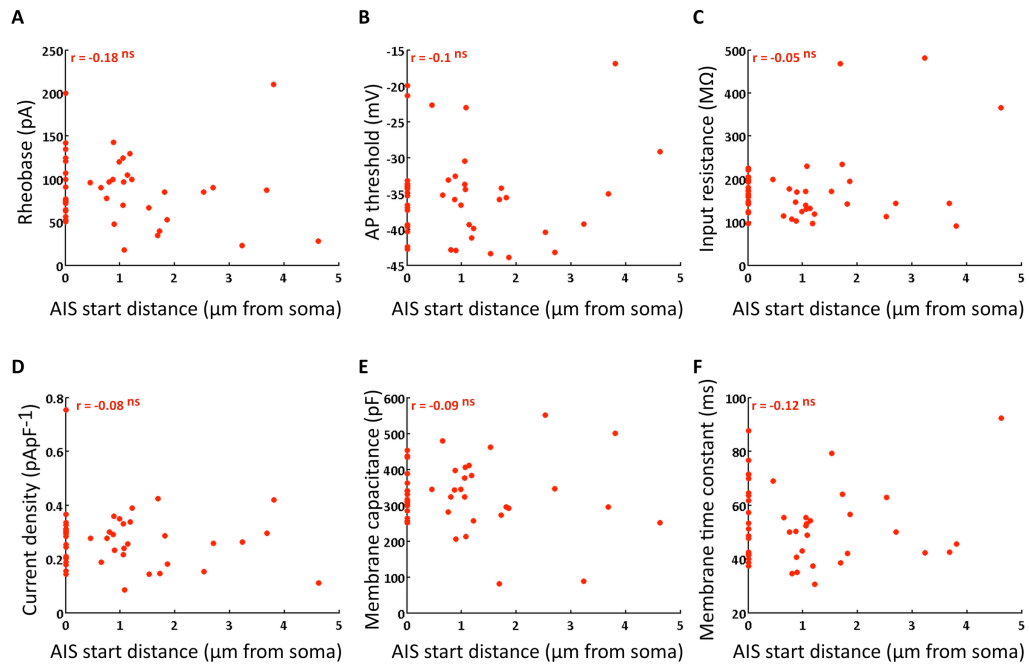 A
B
C
r = -0.18 ns
r = -0.1 ns
r = -0.05 ns
Rheobase (pA)
250
200
150
100
50
0
0 1 2 3 4 5
AIS start distance (µm from soma)
AP threshold (mV)
-15
-20
-25
-30
-35
-40
-45
0 1 2 3 4 5
AIS start distance (µm from soma)
Input resistance (MΩ)
500
400
300
200
100
0
0 1 2 3 4 5
AIS start distance (µm from soma)
D
E
F
r = -0.08 ns
r = -0.09 ns
r = -0.12 ns
Current density (pApF-1)
0.8
0.6
0.4
0.2
0
0 1 2 3 4 5
AIS start distance (µm from soma)
Membrane capacitance (pF)
600
500
400
300
200
100
0
0 1 2 3 4 5
AIS start distance (µm from soma)
Membrane time constant (ms)
100
80
60
40
20
0 1 2 3 4 5
AIS start distance (µm from soma)